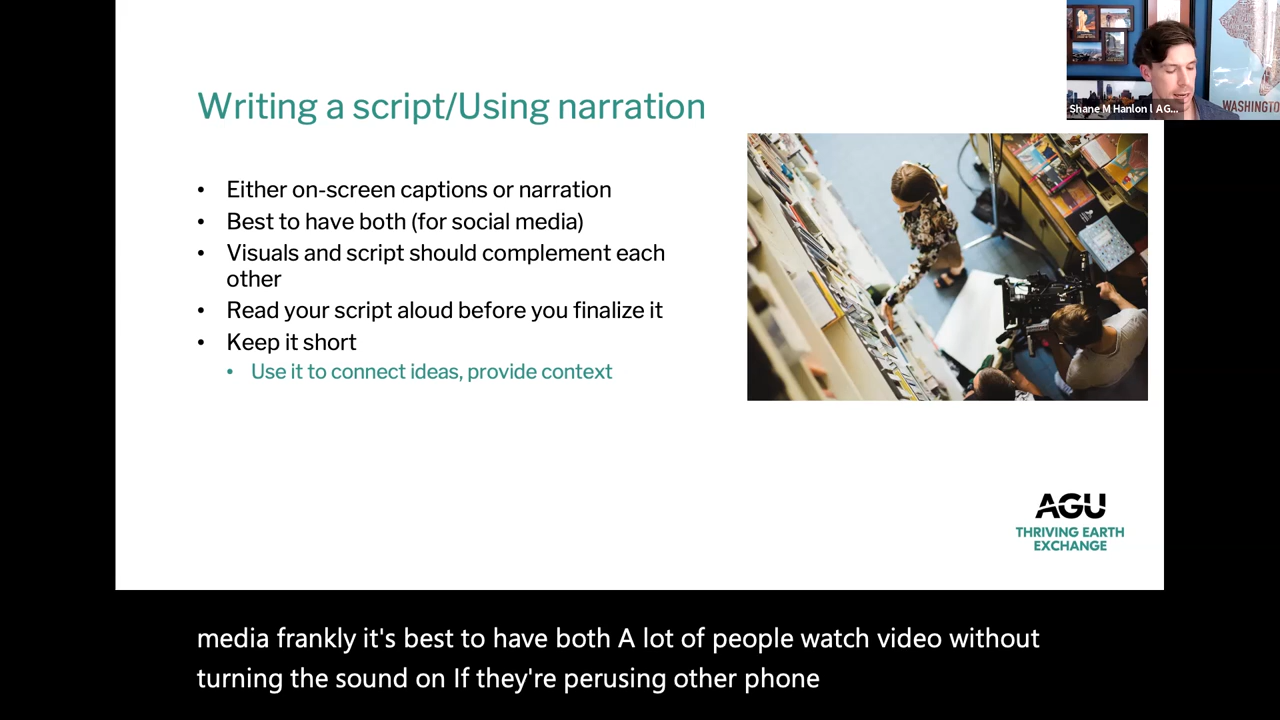 Writing a script/Using narration
• Either on-screen captions or narration
• Best to have both (for social media)
• Visuals and script should complement each
other
• Read your script aloud before you finalize it
• Keep it short
• Use it to connect ideas, provide context
WASHINGTO
Shane M Hanlon | AG...
AGU
THRIVING EARTH
EXCHANGE
media frankly it's best to have both A lot of people watch video without
turning the sound on If they're perusing other phone